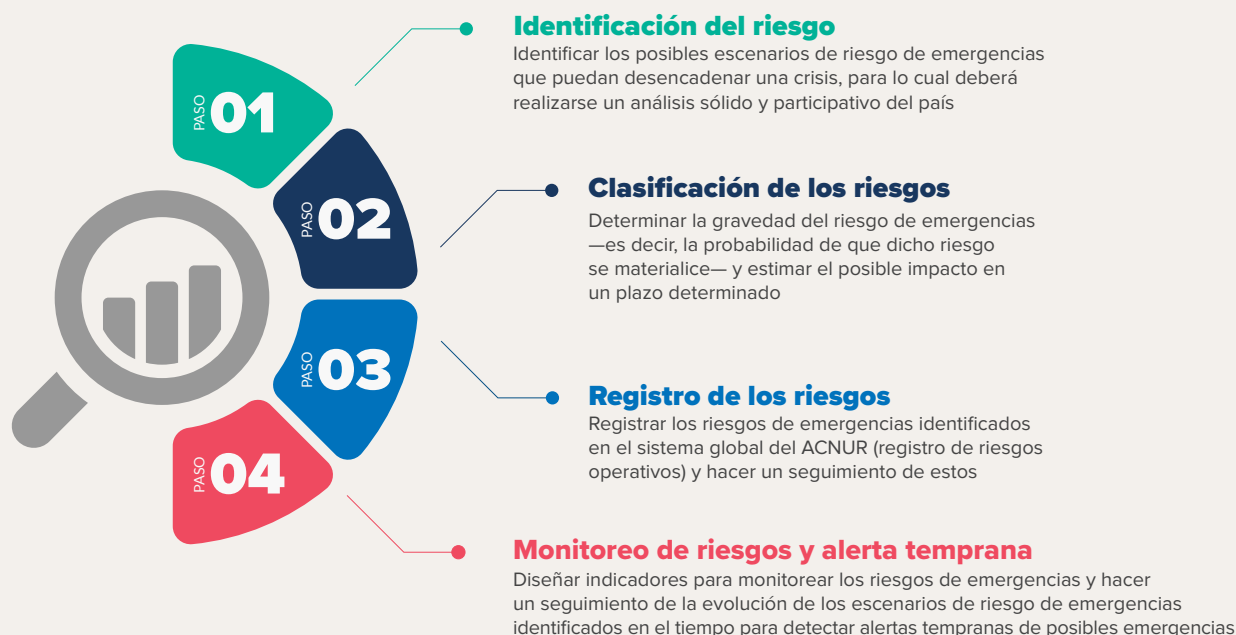 PASO 01
Identificación del riesgo
Identificar los posibles escenarios de riesgo de emergencias
que puedan desencadenar una crisis, para lo cual deberá
realizarse un análisis sólido y participativo del país
PASO 02
Clasificación de los riesgos
Determinar la gravedad del riesgo de emergencias
—es decir, la probabilidad de que dicho riesgo
se materialice— y estimar el posible impacto en
un plazo determinado
PASO 03
Registro de los riesgos
Registrar los riesgos de emergencias identificados
en el sistema global del ACNUR (registro de riesgos
operativos) y hacer un seguimiento de estos
PASO 04
Monitoreo de riesgos y alerta temprana
Diseñar indicadores para monitorear los riesgos de emergencias y hacer
un seguimiento de la evolución de los escenarios de riesgo de emergencias
identificados en el tiempo para detectar alertas tempranas de posibles emergencias